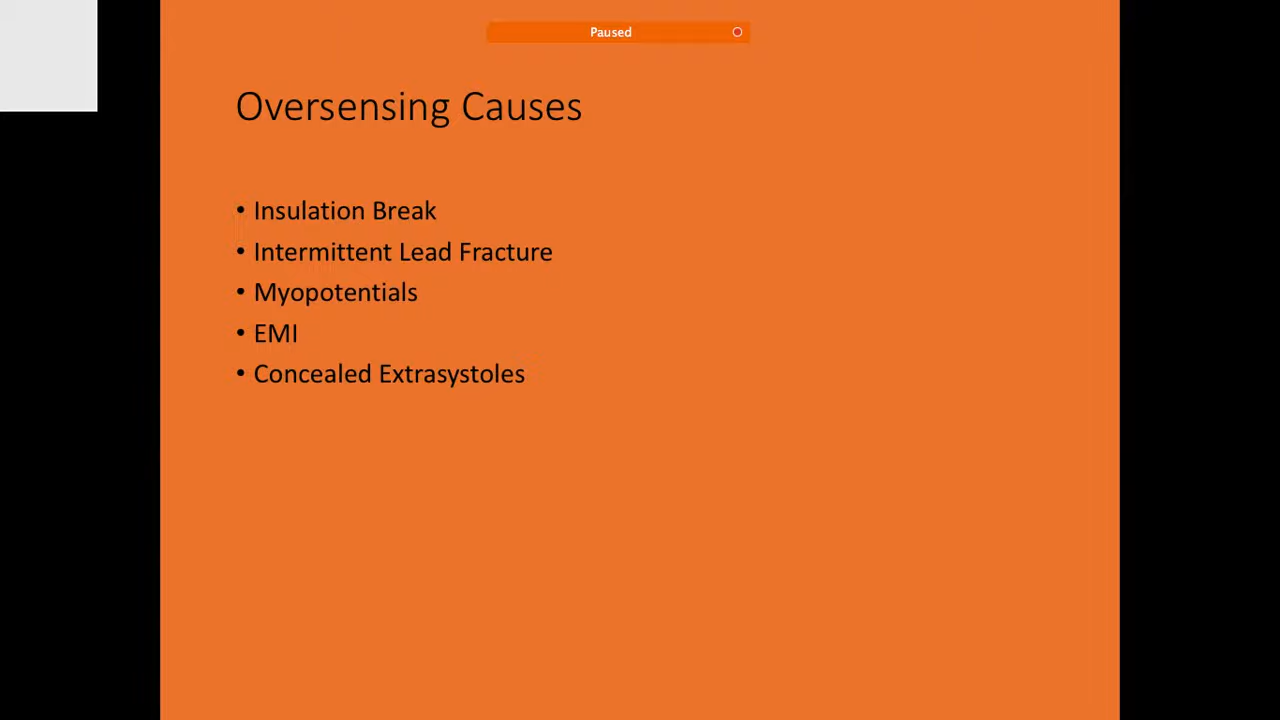 Paused
Oversensing Causes
• Insulation Break
• Intermittent Lead Fracture
• Myopotentials
• EMI
• Concealed Extrasystoles